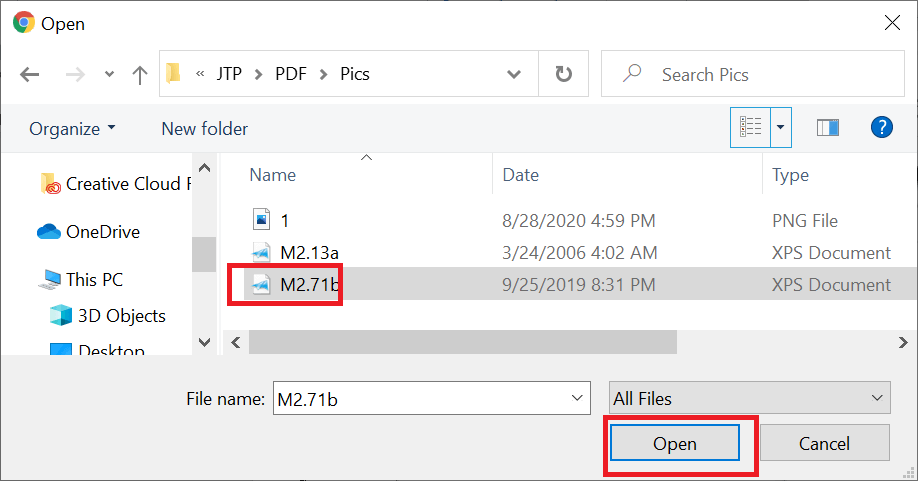 Open
« JTP > PDF > Pics
Search Pics
Organize
New folder
Name
Date
Type
Creative Cloud F
OneDrive
This PC
3D Objects
Desktop
1
8/28/2020 4:59 PM
PNG File
M2.13a
3/24/2006 4:02 AM
XPS Document
M2.71b
9/25/2019 8:31 PM
XPS Document
File name:
M2.71b
All Files
Open
Cancel